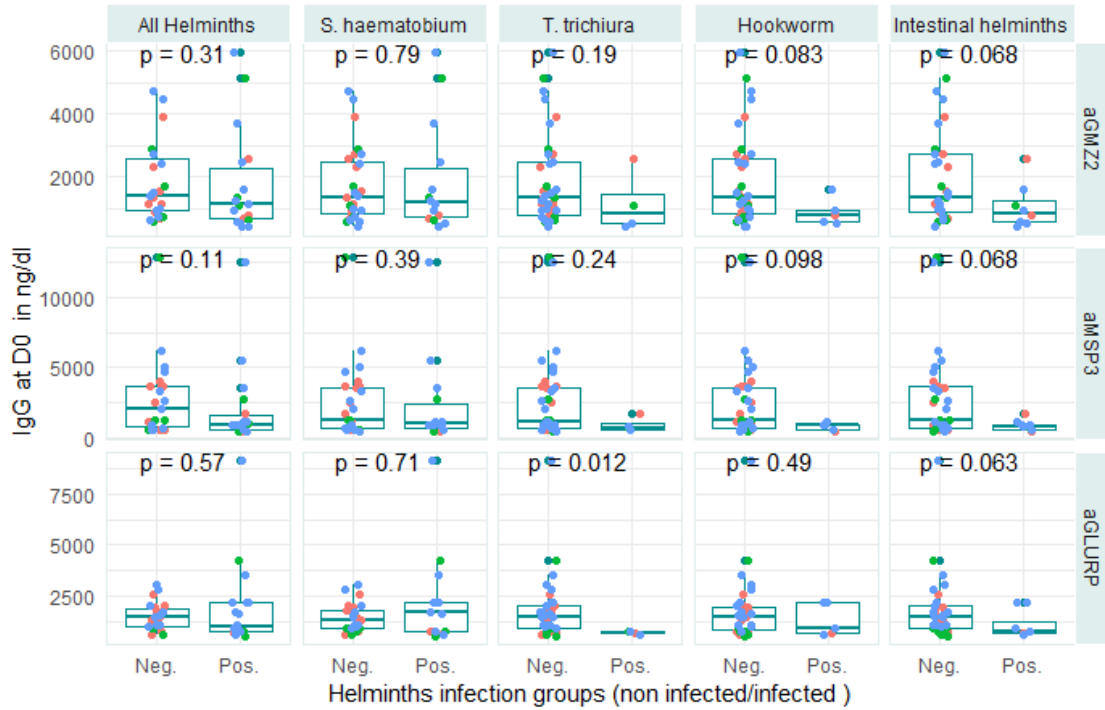 All Helminths S. haematobium T. trichiura Hookworm Intestinal helminths
6000 p = 0.31 p = 0.79 p = 0.19 p = 0.083 p = 0.068
4000
2000
aGMZ2
p = 0.11 p = 0.39 p = 0.24 p = 0.098 p = 0.068
10000
5000
0
aMSP3
IgG at D0 in ng/dl
p = 0.57 p = 0.71 p = 0.012 p = 0.49 p = 0.063
7500
5000
2500
aGLURP
Neg. Pos. Neg. Pos. Neg. Pos. Neg. Pos. Neg. Pos.
Helminths infection groups (non infected/infected )